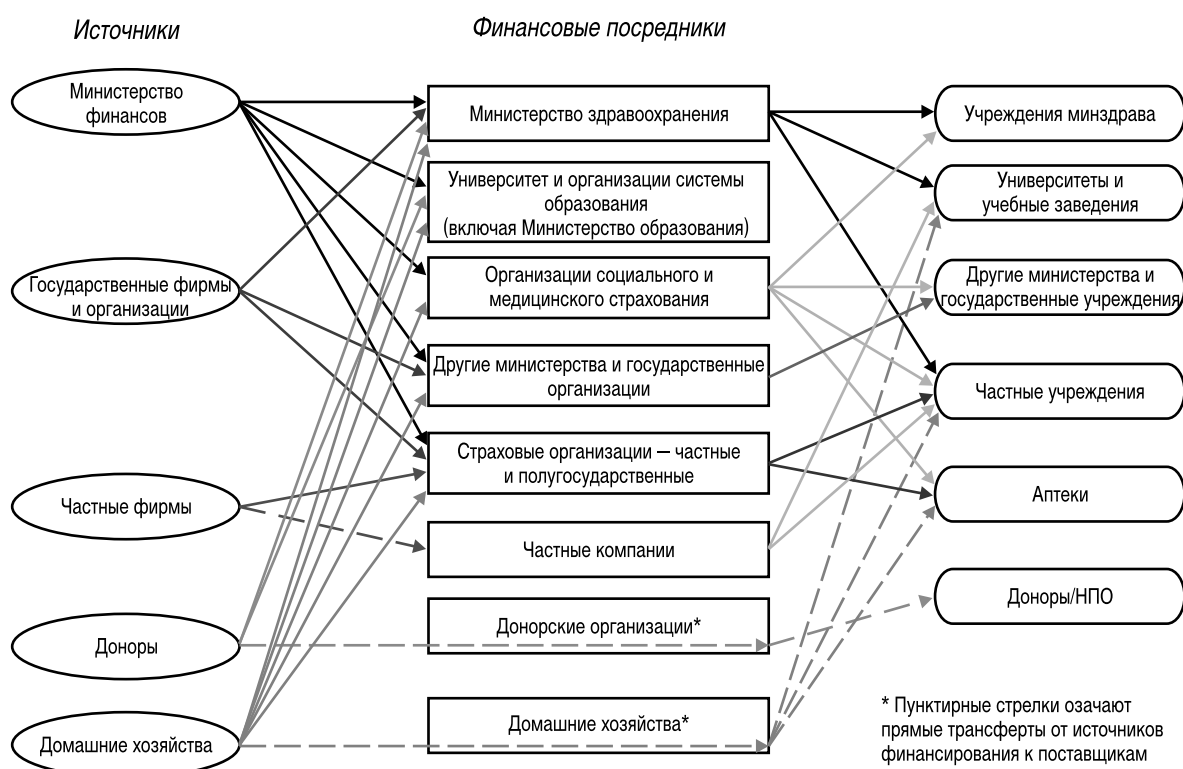 Источники
Финансовые посредники
Министерство
финансов
Государственные фирмы
и организации
Частные фирмы
Доноры
Домашние хозяйства
Министерство здравоохранения
Университет и организации системы
образования
(включая Министерство образования)
Организации социального и
медицинского страхования
Другие министерства и государственные
организации
Страховые организации – частные
и полугосударственные
Частные компании
Донорские организации*
Домашние хозяйства*
Учреждения минздрава
Университеты и
учебные заведения
Другие министерства и
государственные учреждения
Частные учреждения
Аптеки
Доноры/НПО
* Пунктирные стрелки озачают
прямые трансферты от источников
финансирования к поставщикам